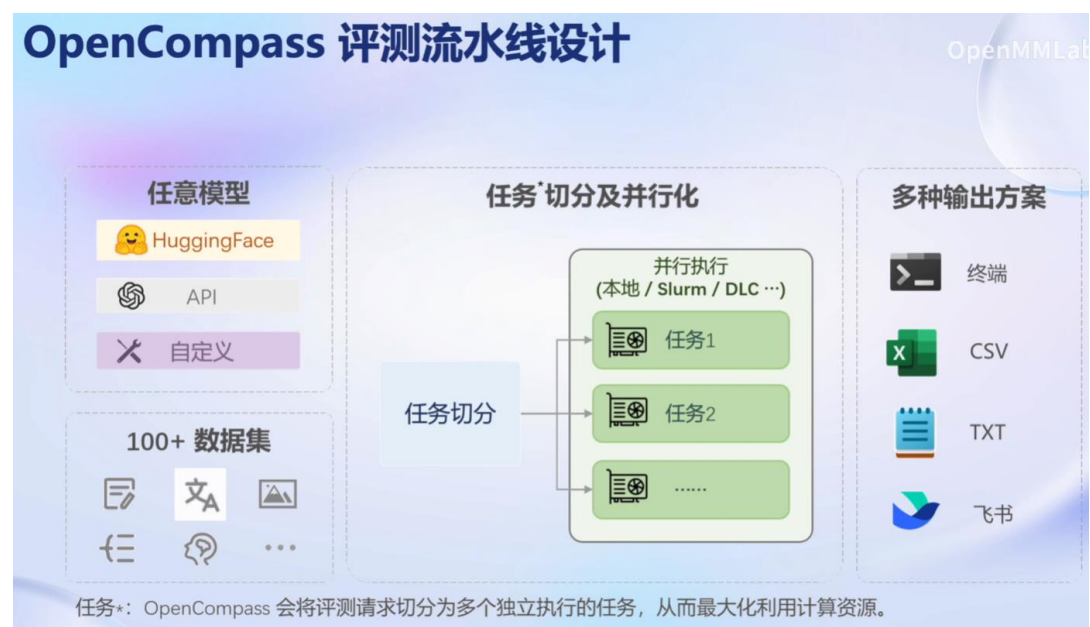 OpenCompass 评测流水线设计
OpenMMLab
任意模型
HuggingFace
API
自定义
100+ 数据集
文A
任务*切分及并行化
任务切分
并行执行
(本地 / Slurm / DLC ···)
任务1
任务2
······
多种输出方案
终端
X
CSV
TXT
飞书
任务*：OpenCompass 会将评测请求切分为多个独立执行的任务，从而最大化利用计算资源。